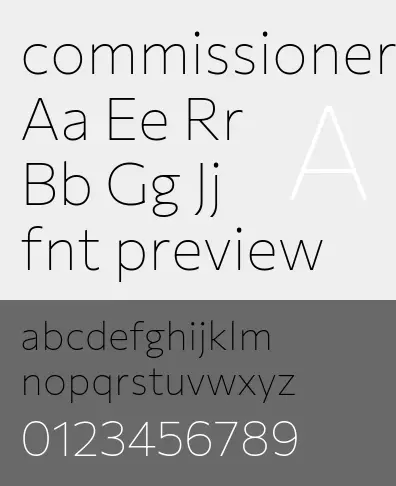 commissioner
Aa Ee Rr
A
Bb Gg Jj
fnt preview
abcdefghijklm
nopqrstuvwxyz
0123456789